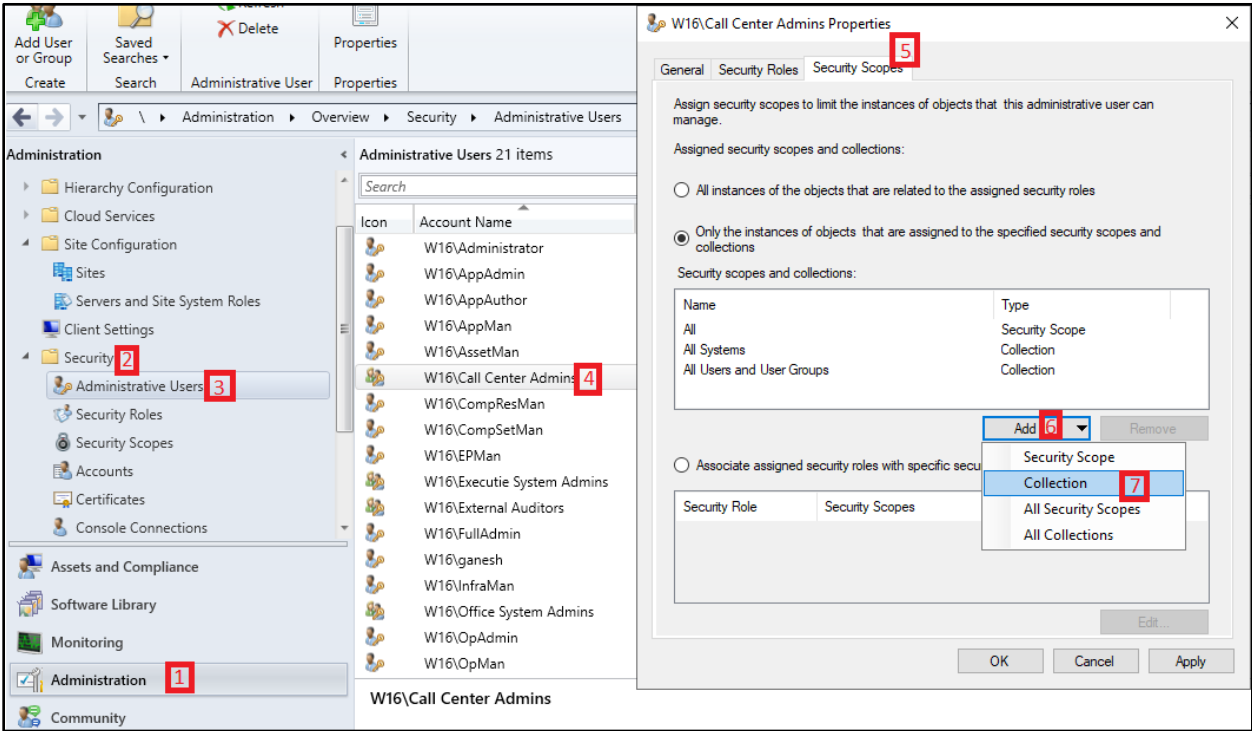 Refresh
Delete
Add User
or Group
Saved
Searches
Properties
Create
Search
Administrative User
Properties
\ Administration Overview Security Administrative Users
Administration
Hierarchy Configuration
Cloud Services
Site Configuration
Sites
Servers and Site System Roles
Client Settings
Security 2
Administrative Users 3
Security Roles
Security Scopes
Accounts
Certificates
Console Connections
Assets and Compliance
Software Library
Monitoring
Administration 1
Community
Administrative Users 21 items
Search
Icon Account Name
W16\Administrator
W16\AppAdmin
W16\AppAuthor
W16\AppMan
W16\AssetMan
W16\Call Center Admins 4
W16\CompResMan
W16\CompSetMan
W16\EPMan
W16\Executie System Admins
W16\External Auditors
W16\FullAdmin
W16\ganesh
W16\InfraMan
W16\Office System Admins
W16\OpAdmin
W16\OpMan
W16\Call Center Admins
W16\Call Center Admins Properties
5
General Security Roles Security Scopes
Assign security scopes to limit the instances of objects that this administrative user can
manage.
Assigned security scopes and collections:
All instances of the objects that are related to the assigned security roles
Only the instances of objects that are assigned to the specified security scopes and
collections
Security scopes and collections:
Name Type
All Security Scope
All Systems Collection
All Users and User Groups Collection
Add 6 Remove
Security Scope
Collection 7
All Security Scopes
All Collections
Associate assigned security roles with specific secu
Security Role Security Scopes
Edit...
OK Cancel Apply